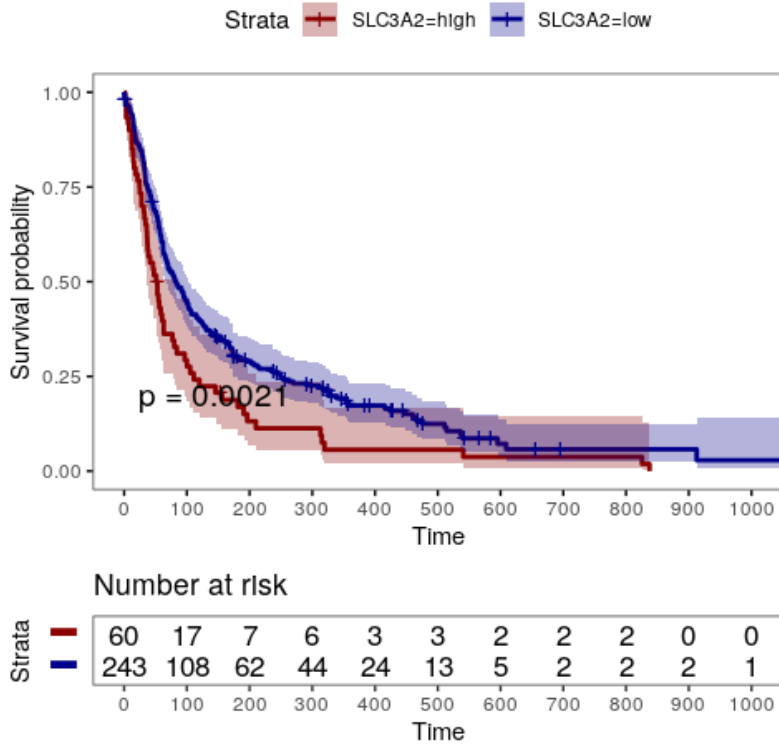 Strata SLC3A2=high SLC3A2=low
1.00
0.75
0.50
0.25
0.00
Survival probability
p = 0.0021
0 100 200 300 400 500 600 700 800 900 1000
Time
Number at risk
Strata
60 17 7 6 3 3 2 2 2 0 0
243 108 62 44 24 13 5 2 2 2 1
0 100 200 300 400 500 600 700 800 900 1000
Time